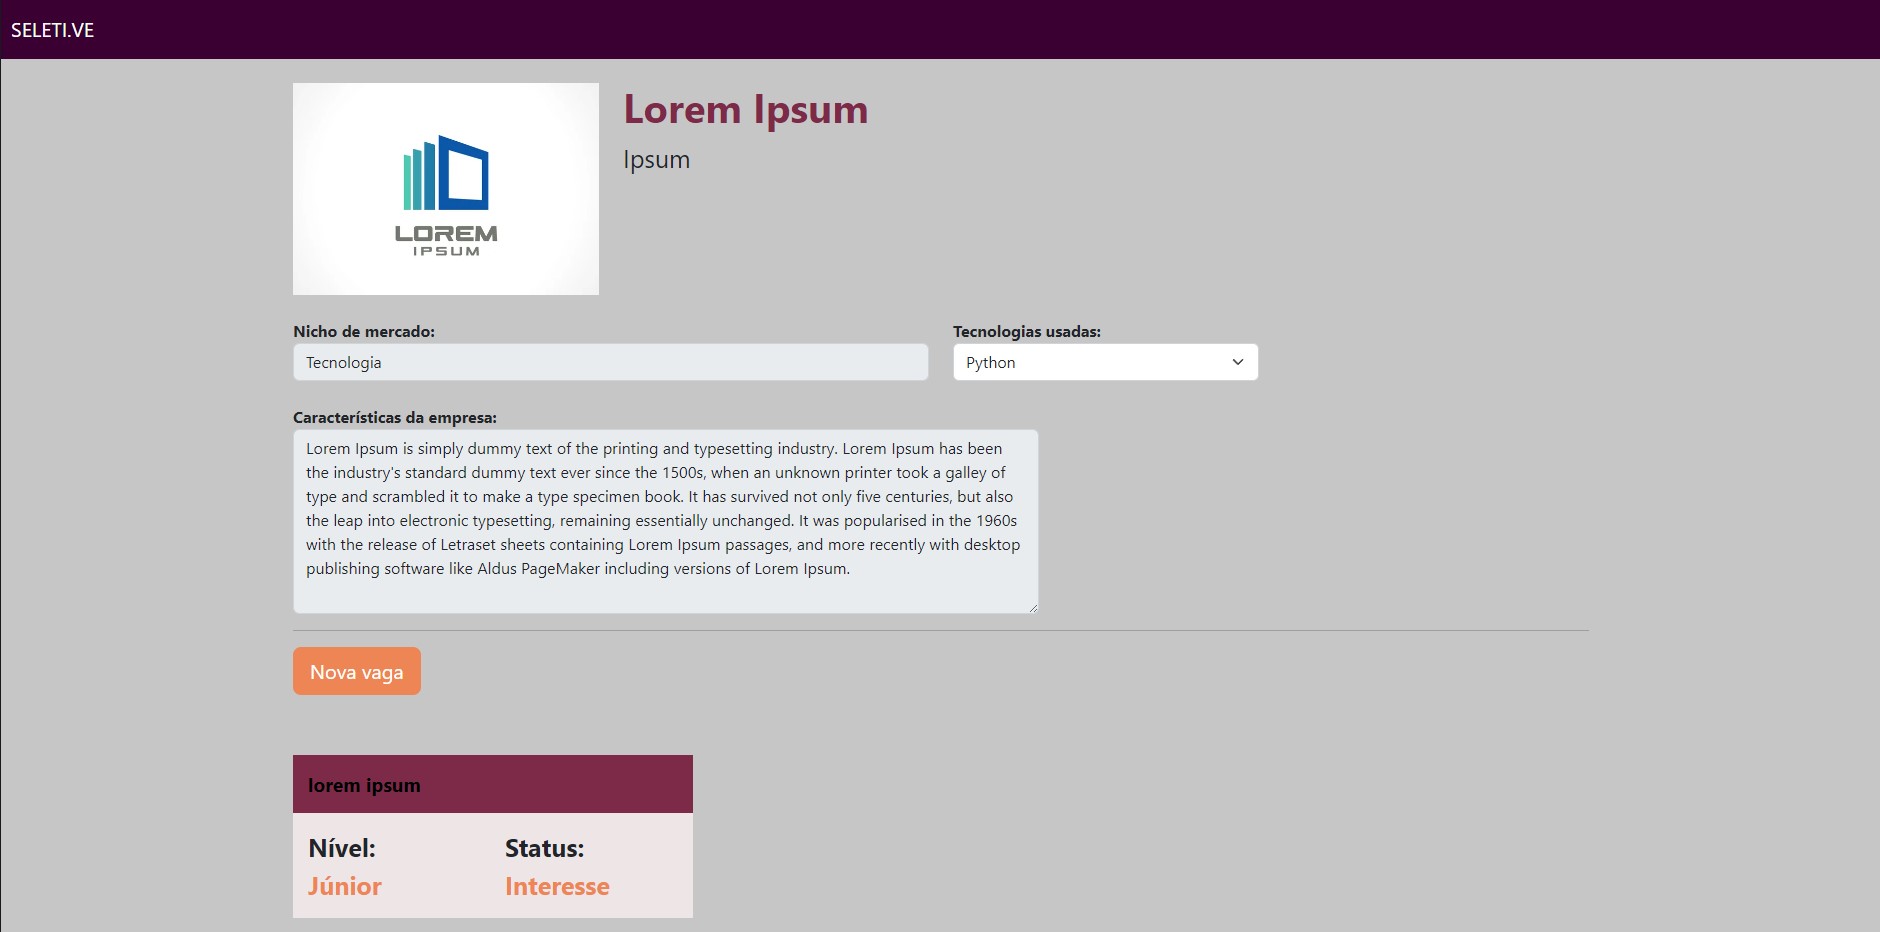 SELETI.VE
LOREM
IPSUM
Lorem Ipsum
Ipsum
Nicho de mercado:
Tecnologia
Tecnologias usadas:
Python
Características da empresa:
Lorem Ipsum is simply dummy text of the printing and typesetting industry. Lorem Ipsum has been
the industry's standard dummy text ever since the 1500s, when an unknown printer took a galley of
type and scrambled it to make a type specimen book. It has survived not only five centuries, but also
the leap into electronic typesetting, remaining essentially unchanged. It was popularised in the 1960s
with the release of Letraset sheets containing Lorem Ipsum passages, and more recently with desktop
publishing software like Aldus PageMaker including versions of Lorem Ipsum.
Nova vaga
lorem ipsum
Nível:
Júnior
Status:
Interesse